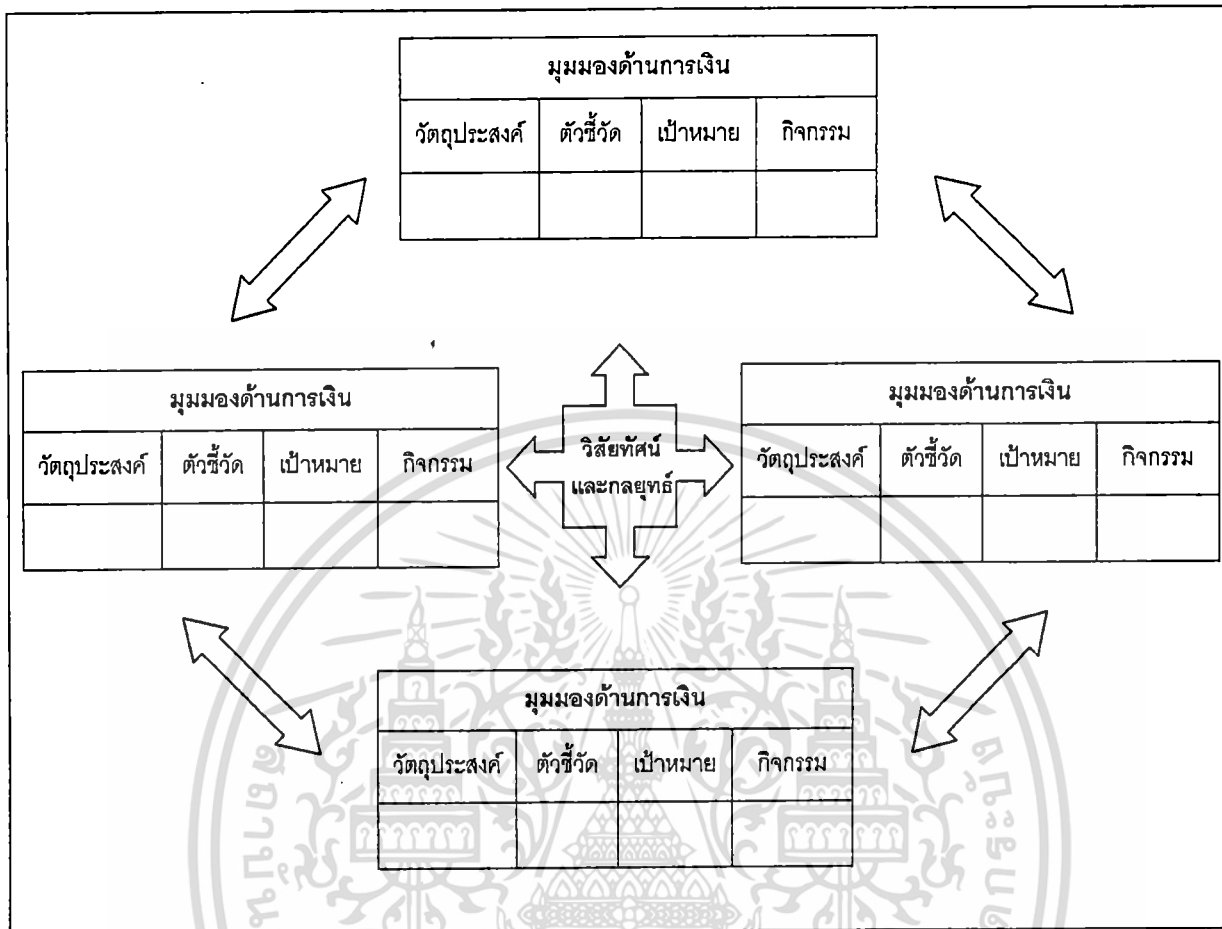 มุมมองด้านการเงิน
วัตถุประสงค์ ตัวชี้วัด เป้าหมาย กิจกรรม
มุมมองด้านการเงิน
วัตถุประสงค์ ตัวชี้วัด เป้าหมาย กิจกรรม
วิสัยทัศน์
และกลยุทธ์
มุมมองด้านการเงิน
วัตถุประสงค์ ตัวชี้วัด เป้าหมาย กิจกรรม
มุมมองด้านการเงิน
วัตถุประสงค์ ตัวชี้วัด เป้าหมาย กิจกรรม